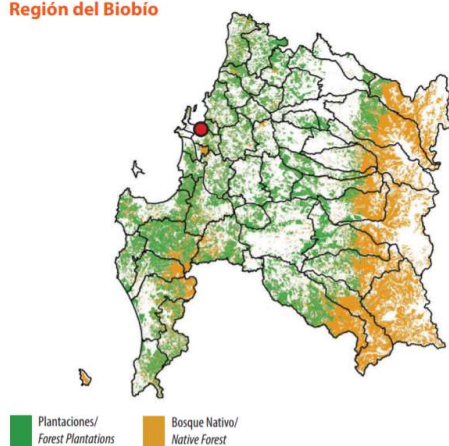 Región del Biobío
Plantaciones/
Forest Plantations
Bosque Nativo/
Native Forest